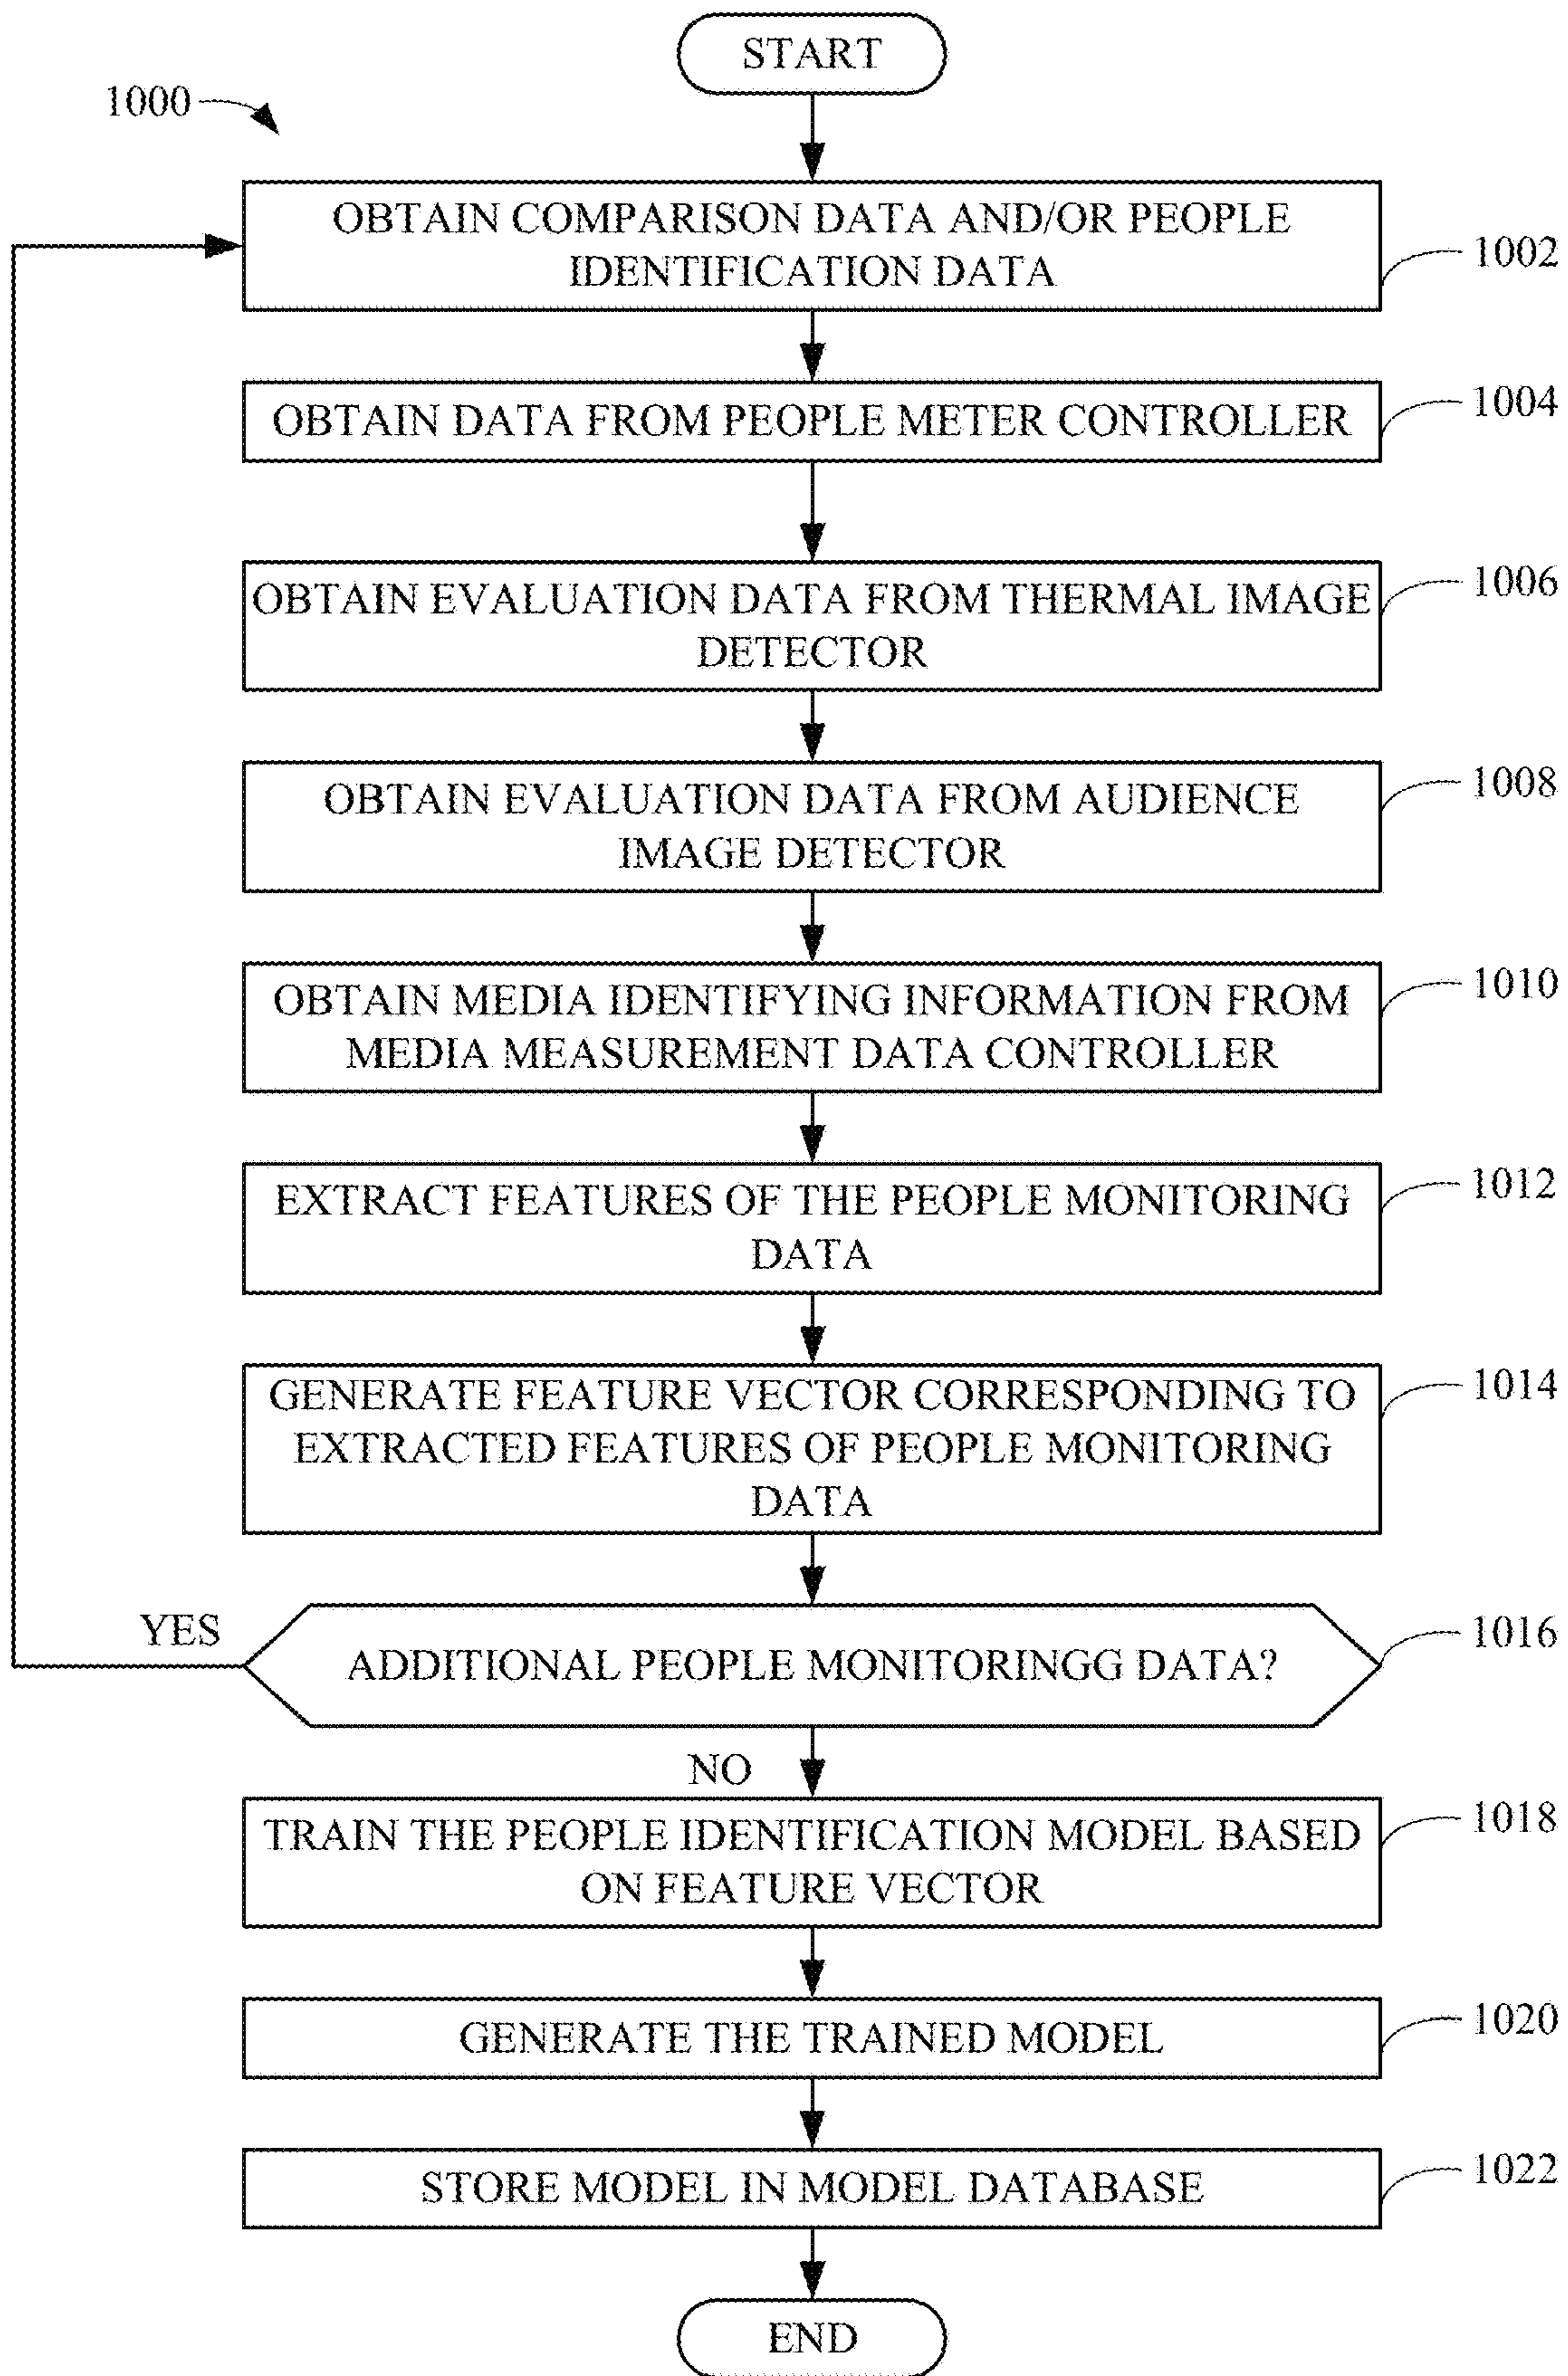 START
1000
OBTAIN COMPARISON DATA AND/OR PEOPLE
IDENTIFICATION DATA
1002
OBTAIN DATA FROM PEOPLE METER CONTROLLER
1004
OBTAIN EVALUATION DATA FROM THERMAL IMAGE
DETECTOR
1006
OBTAIN EVALUATION DATA FROM AUDIENCE
IMAGE DETECTOR
1008
OBTAIN MEDIA IDENTIFYING INFORMATION FROM
MEDIA MEASUREMENT DATA CONTROLLER
1010
EXTRACT FEATURES OF THE PEOPLE MONITORING
DATA
1012
GENERATE FEATURE VECTOR CORRESPONDING TO
EXTRACTED FEATURES OF PEOPLE MONITORING
DATA
1014
YES
ADDITIONAL PEOPLE MONITORINGG DATA?
1016
NO
TRAIN THE PEOPLE IDENTIFICATION MODEL BASED
ON FEATURE VECTOR
1018
GENERATE THE TRAINED MODEL
1020
STORE MODEL IN MODEL DATABASE
1022
END